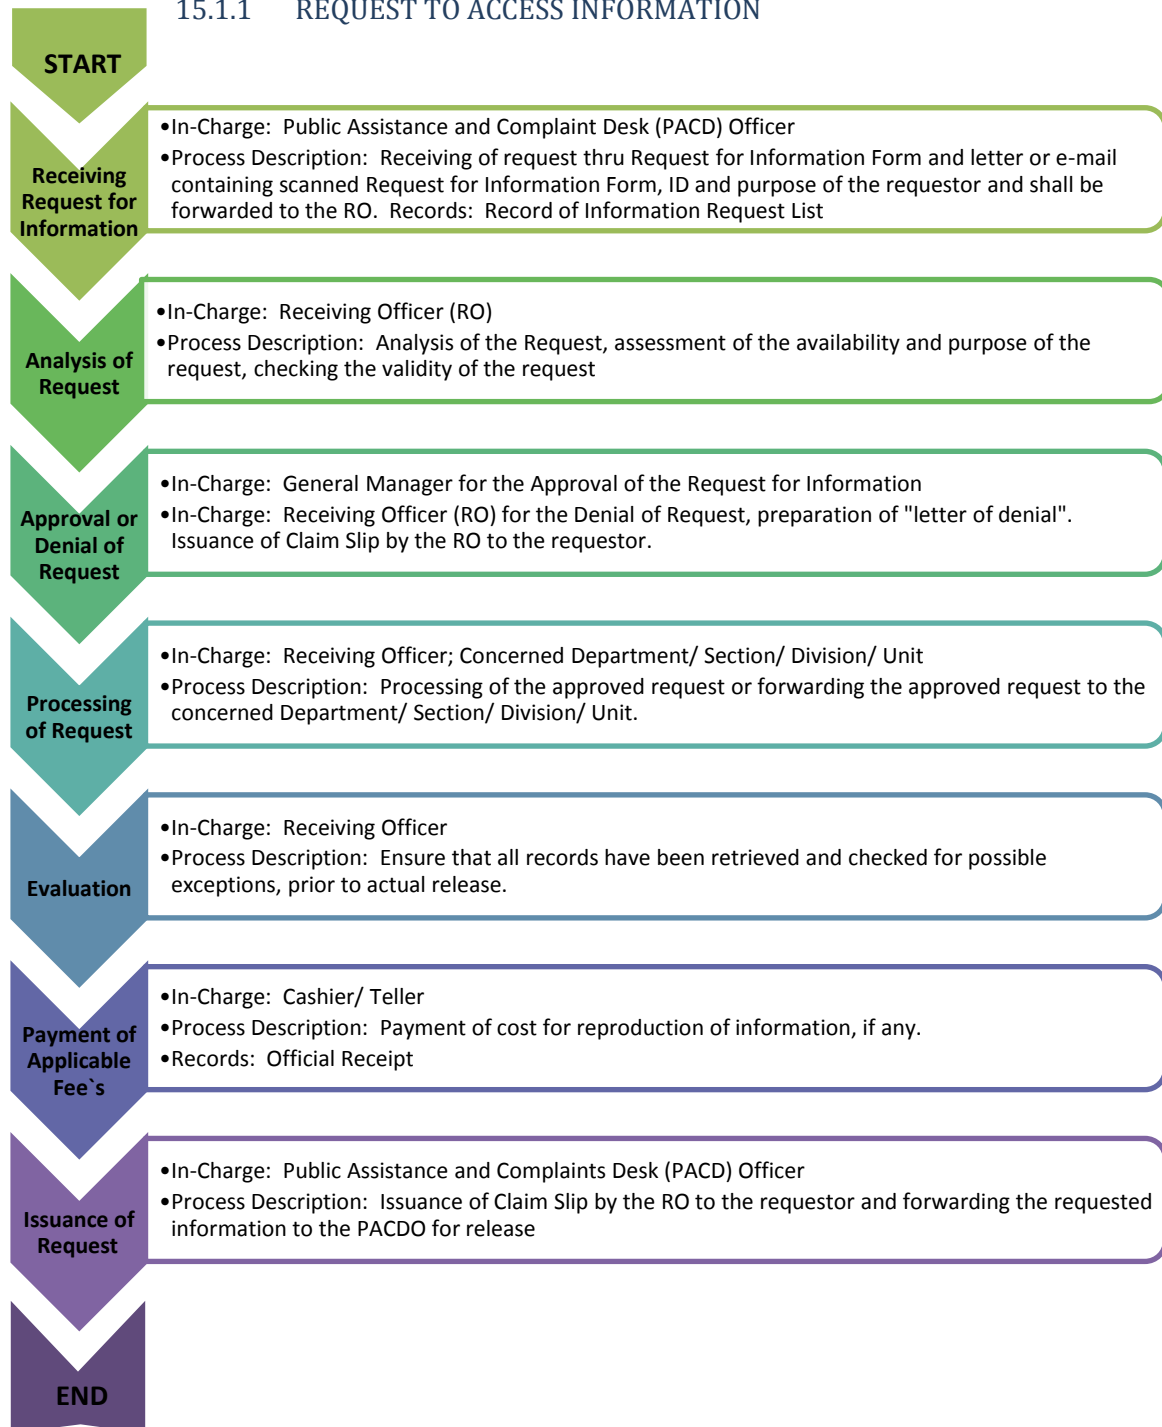 15.1.1 REQUEST TO ACCESS INFORMATION
START
Receiving
Request for
Information
•In-Charge: Public Assistance and Complaint Desk (PACD) Officer
•Process Description: Receiving of request thru Request for Information Form and letter or e-mail
containing scanned Request for Information Form, ID and purpose of the requestor and shall be
forwarded to the RO. Records: Record of Information Request List
Analysis of
Request
•In-Charge: Receiving Officer (RO)
•Process Description: Analysis of the Request, assessment of the availability and purpose of the
request, checking the validity of the request
Approval or
Denial of
Request
•In-Charge: General Manager for the Approval of the Request for Information
•In-Charge: Receiving Officer (RO) for the Denial of Request, preparation of "letter of denial".
Issuance of Claim Slip by the RO to the requestor.
Processing
of Request
•In-Charge: Receiving Officer; Concerned Department/ Section/ Division/ Unit
•Process Description: Processing of the approved request or forwarding the approved request to the
concerned Department/ Section/ Division/ Unit.
Evaluation
•In-Charge: Receiving Officer
•Process Description: Ensure that all records have been retrieved and checked for possible
exceptions, prior to actual release.
Payment of
Applicable
Fee`s
•In-Charge: Cashier/ Teller
•Process Description: Payment of cost for reproduction of information, if any.
•Records: Official Receipt
Issuance of
Request
•In-Charge: Public Assistance and Complaints Desk (PACD) Officer
•Process Description: Issuance of Claim Slip by the RO to the requestor and forwarding the requested
information to the PACDO for release
END